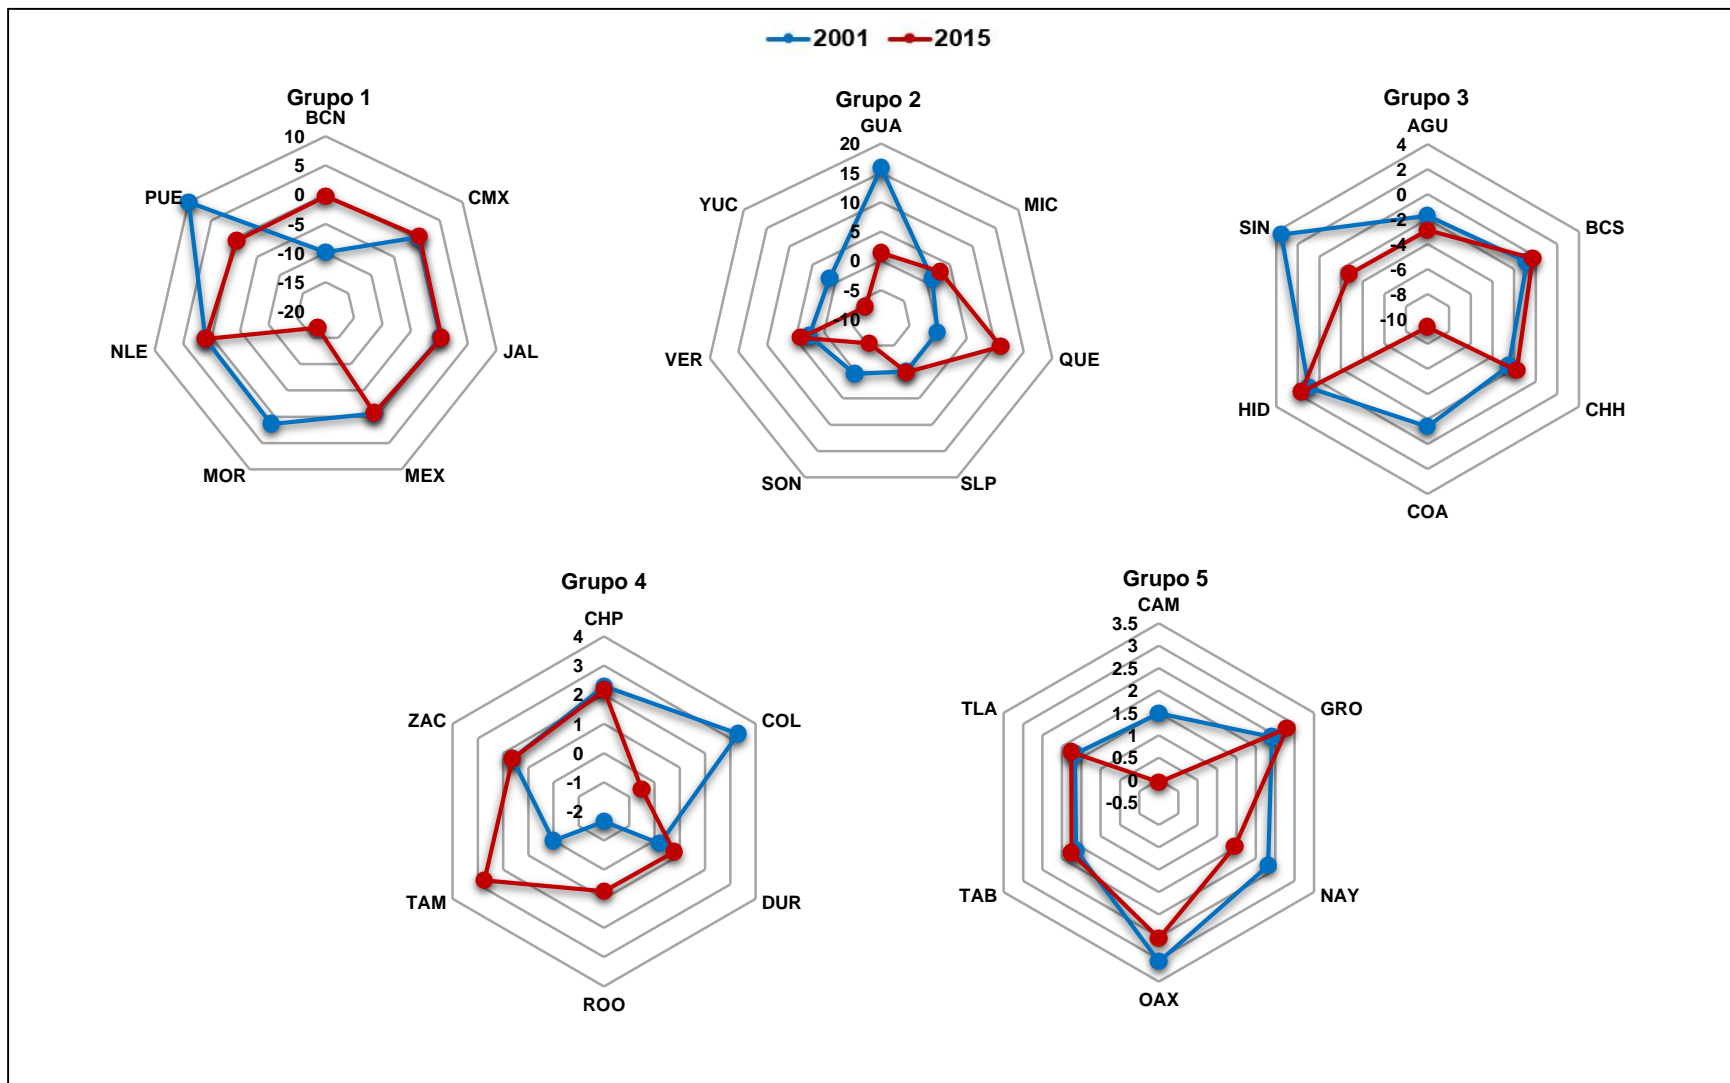 2001 2015
Grupo 1
BCN
CMX
JAL
MEX
MOR
NLE
PUE
10
5
0
-5
-10
-15
-20
Grupo 2
GUA
MIC
QUE
SLP
SON
VER
YUC
20
15
10
5
0
-5
-10
Grupo 3
AGU
BCS
CHH
COA
HID
SIN
4
2
0
-2
-4
-6
-8
-10
Grupo 4
CHP
COL
DUR
ROO
TAM
ZAC
4
3
2
1
0
-1
-2
Grupo 5
CAM
GRO
NAY
OAX
TAB
TLA
3.5
3
2.5
2
1.5
1
0.5
0
-0.5